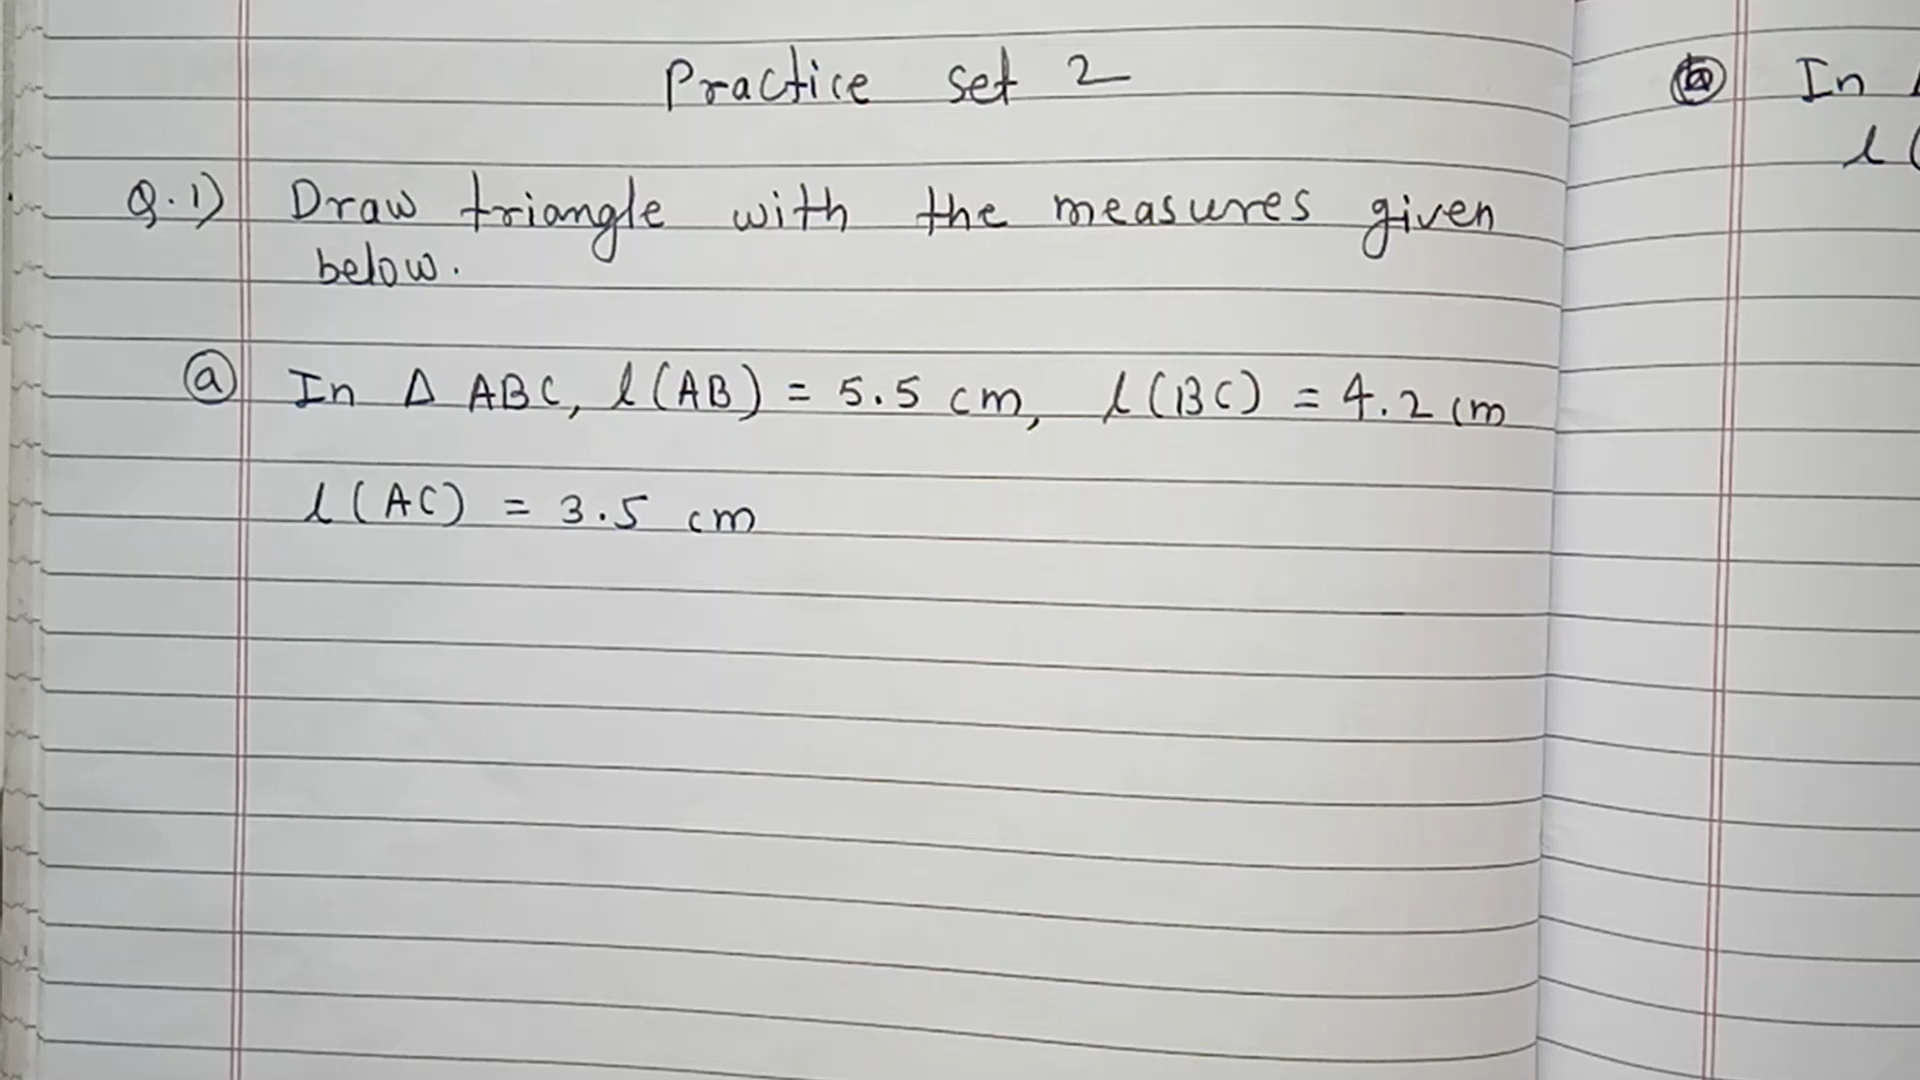 Practice set 2
Q.1) Draw triangle with the measures given
below.
ⓐ In Δ ABC, l(AB) = 5.5 cm, l(BC) = 4.2 cm
l(AC) = 3.5 cm
ⓑ In
l(